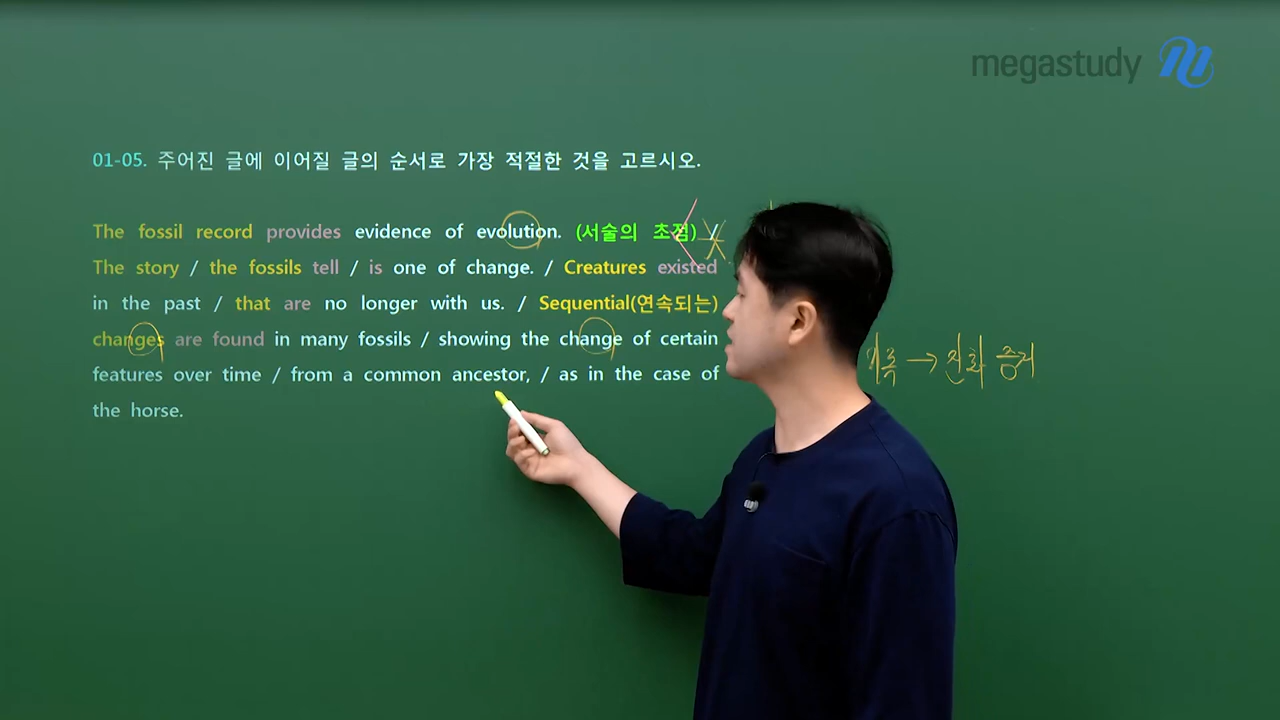 megastudy
01-05. 주어진 글에 이어질 글의 순서로 가장 적절한 것을 고르시오.
The fossil record provides evidence of evolution. (서술의 초점) /
The story / the fossils tell / is one of change. / Creatures existed
in the past / that are no longer with us. / Sequential(연속되는)
changes are found in many fossils / showing the change of certain
features over time / from a common ancestor, / as in the case of
the horse.
→ 진화 증거